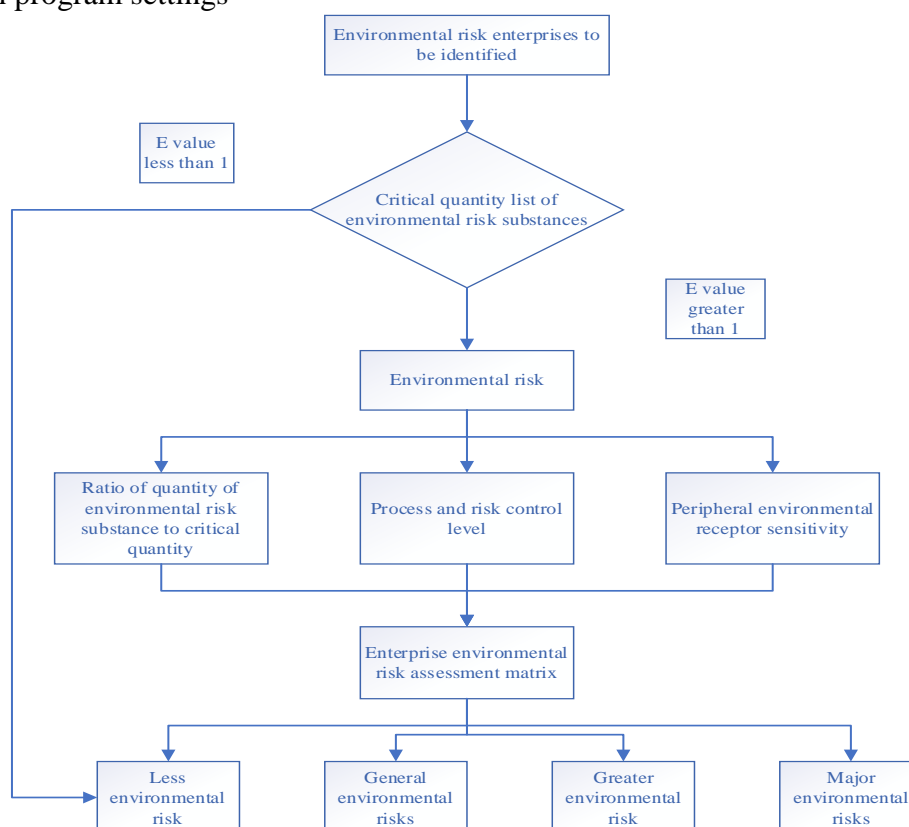 program settings
Environmental risk enterprises to
be identified
E value
less than 1
Critical quantity list of
environmental risk substances
E value
greater
than 1
Environmental risk
Ratio of quantity of
environmental risk
substance to critical
quantity
Process and risk control
level
Peripheral environmental
receptor sensitivity
Enterprise environmental
risk assessment matrix
Less
environmental
risk
General
environmental
risks
Greater
environmental
risk
Major
environmental
risks